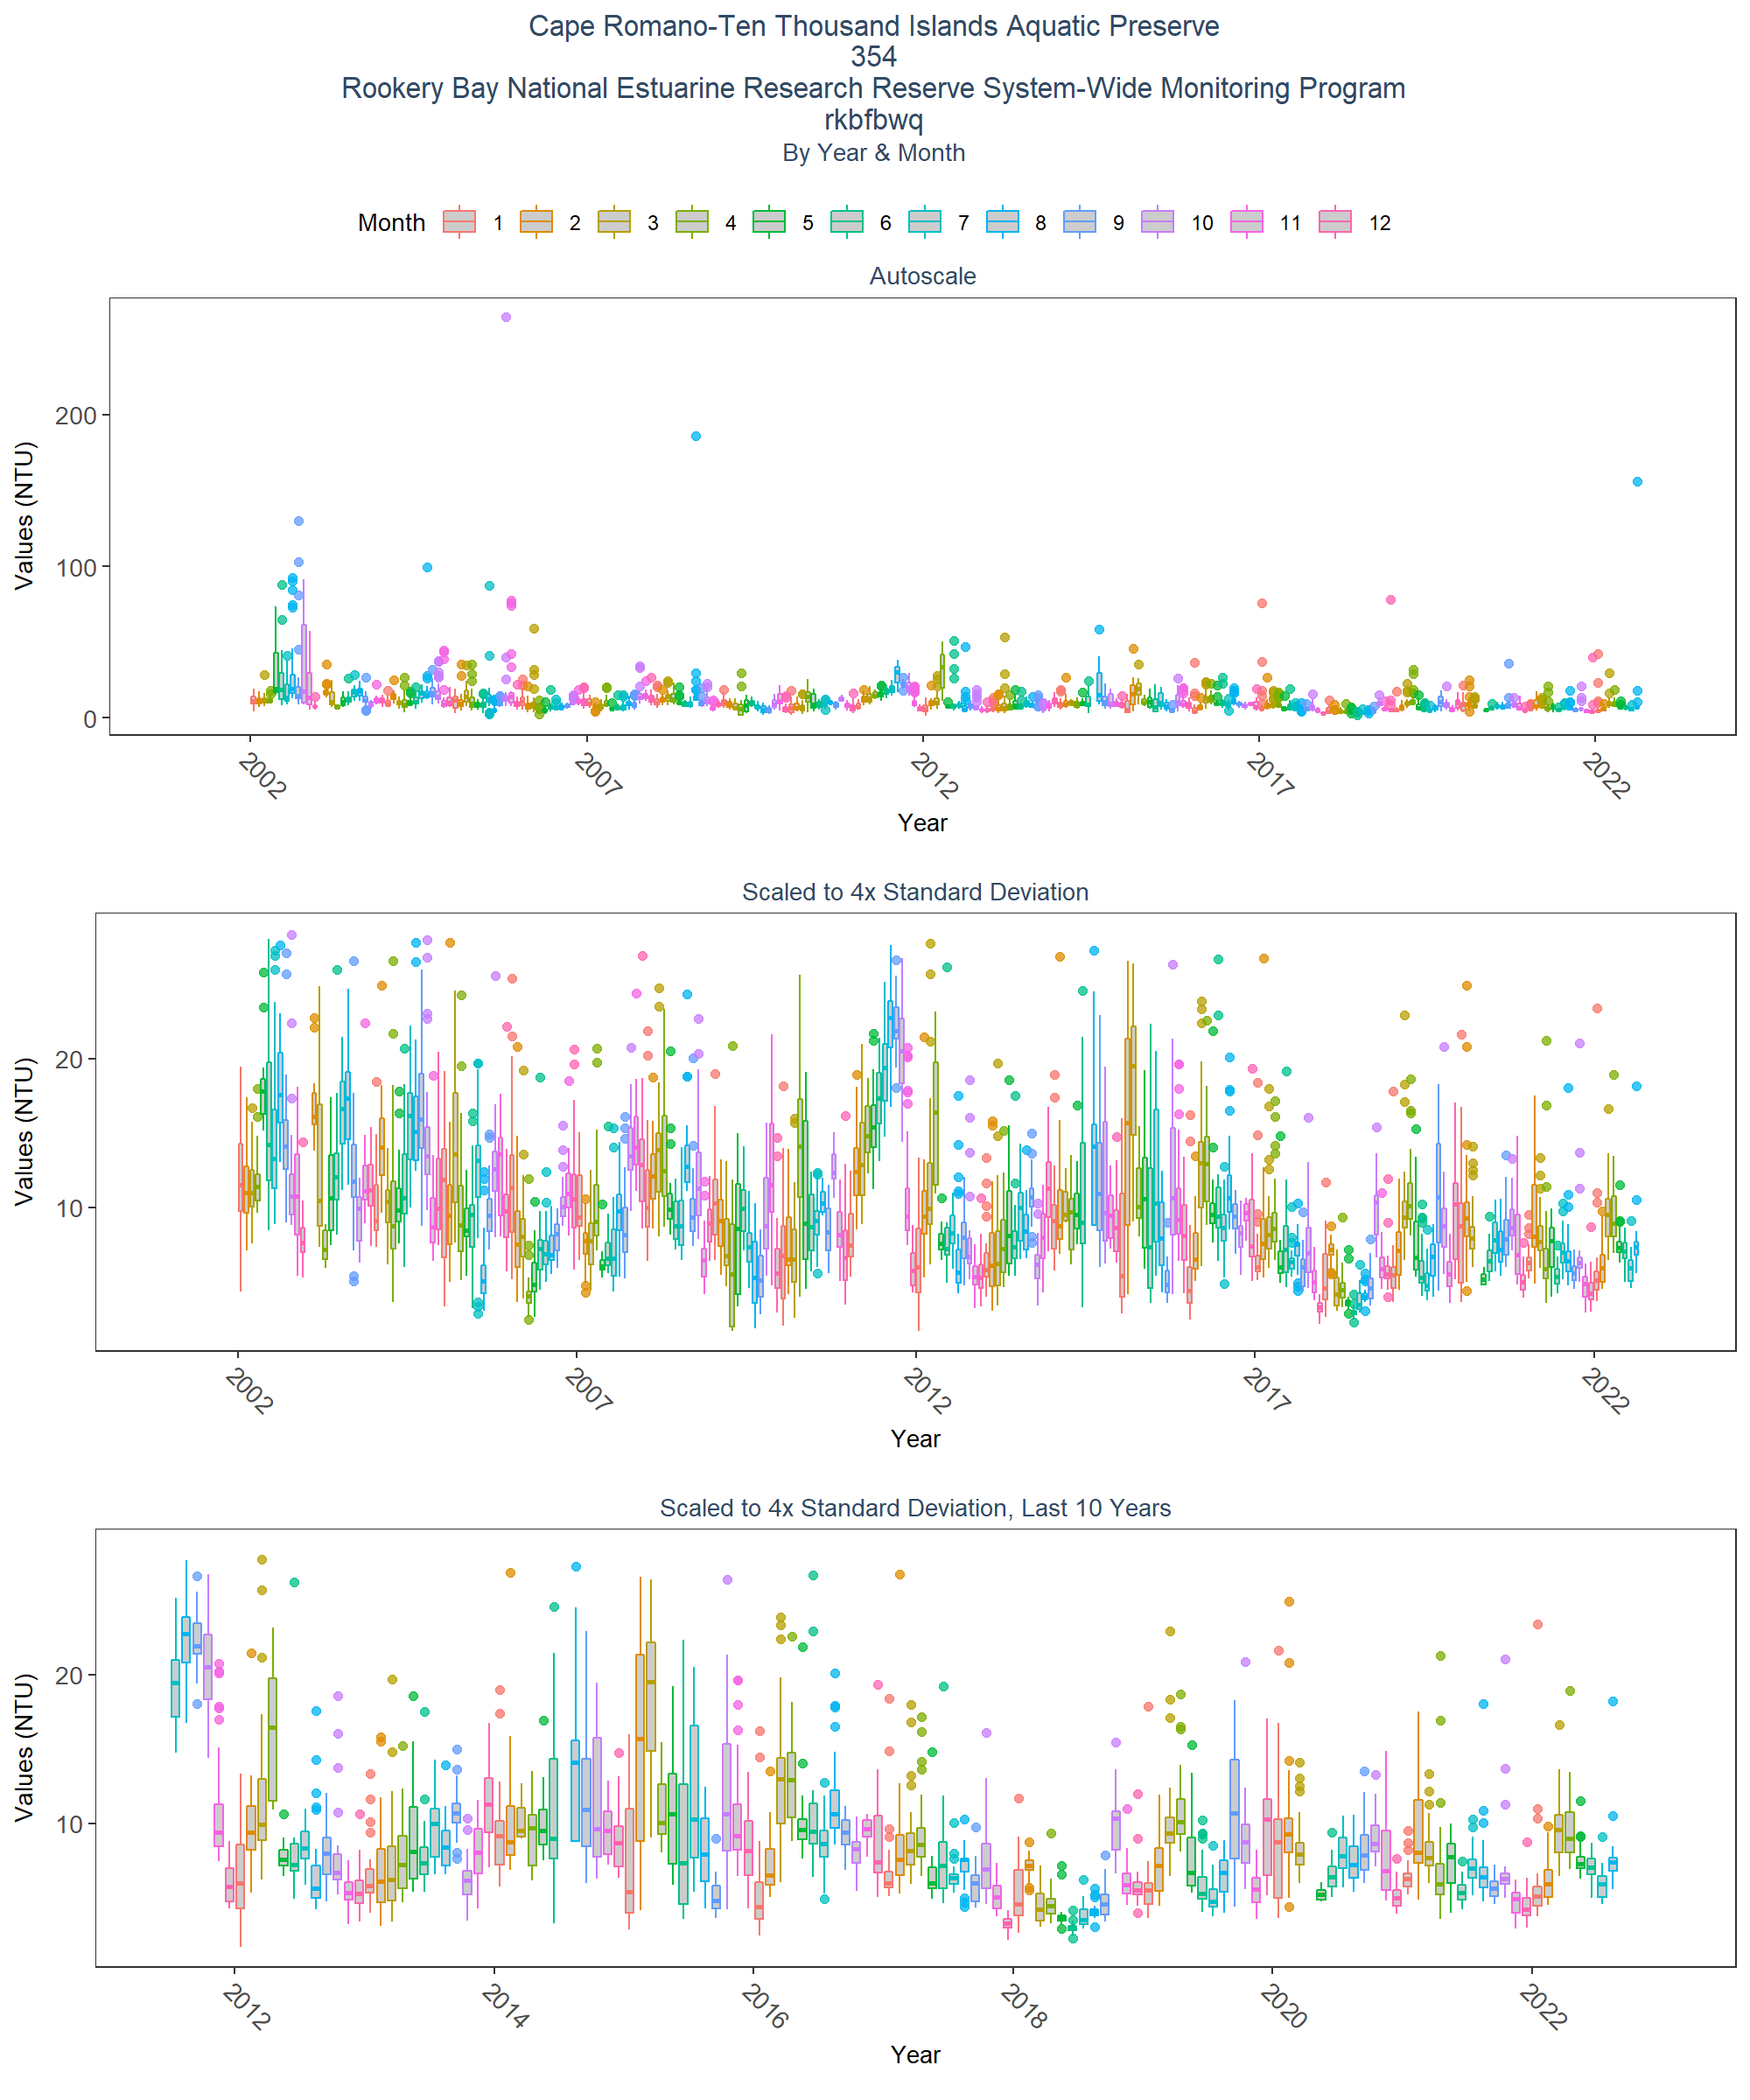 Cape Romano-Ten Thousand Islands Aquatic Preserve
354
Rookery Bay National Estuarine Research Reserve System-Wide Monitoring Program
rkbfbwq
By Year & Month
Month 1 2 3 4 5 6 7 8 9 10 11 12
Autoscale
Values (NTU)
200
100
0
2002 2007 2012 2017 2022
Year
Scaled to 4x Standard Deviation
Values (NTU)
20
10
2002 2007 2012 2017 2022
Year
Scaled to 4x Standard Deviation, Last 10 Years
Values (NTU)
20
10
2012 2014 2016 2018 2020 2022
Year